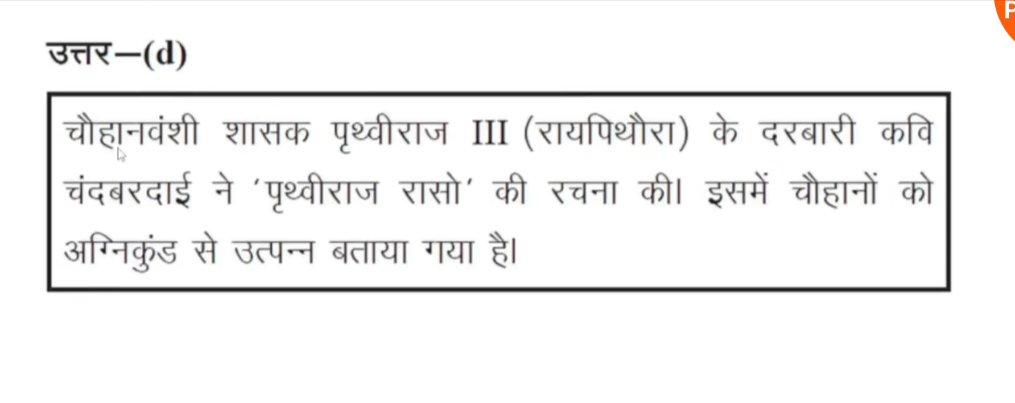 उत्तर—(d)
चौहानवंशी शासक पृथ्वीराज III (रायपिथौरा) के दरबारी कवि
चंदबरदाई ने ‘पृथ्वीराज रासो’ की रचना की। इसमें चौहानों को
अग्निकुंड से उत्पन्न बताया गया है।